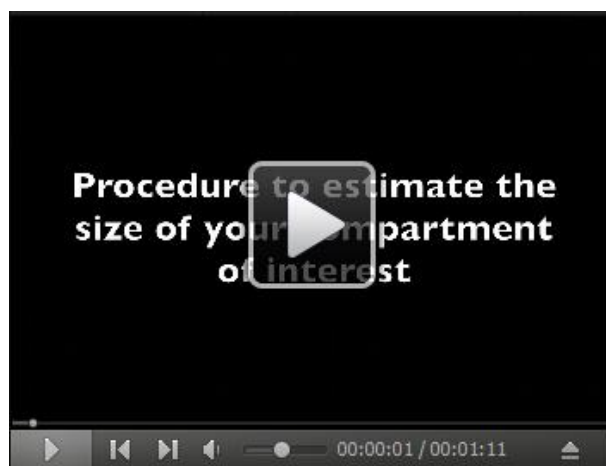 Procedure to estimate the
size of your compartment
of interest
00:00:01 / 00:01:11